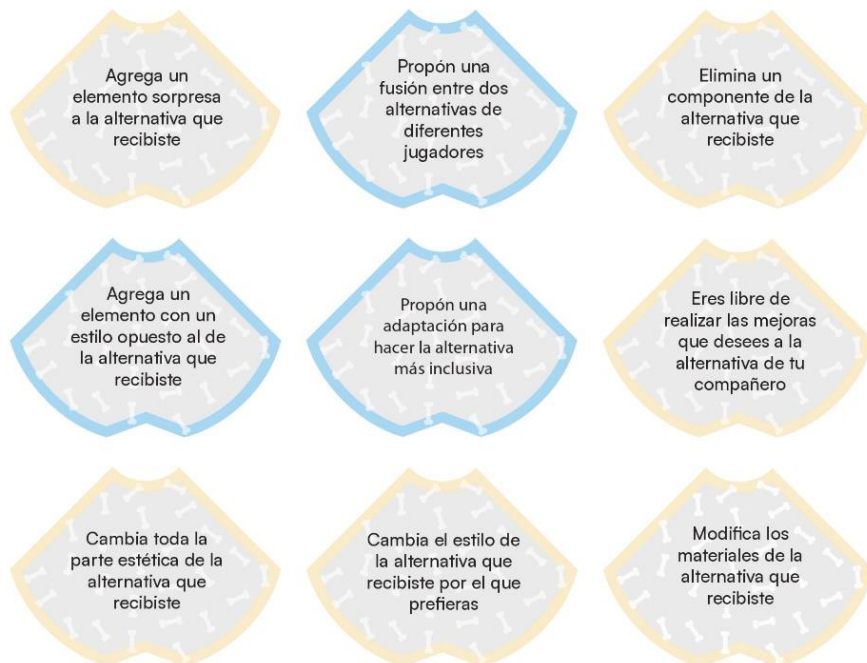 Agrega un
elemento sorpresa
a la alternativa que
recibiste
Propón una
fusión entre dos
alternativas de
diferentes
jugadores
Elimina un
componente de la
alternativa que
recibiste
Agrega un
elemento con un
estilo opuesto al de
la alternativa que
recibiste
Propón una
adaptación para
hacer la alternativa
más inclusiva
Eres libre de
realizar las mejoras
que desees a la
alternativa de tu
compañero
Cambia toda la
parte estética de la
alternativa que
recibiste
Cambia el estilo de
la alternativa que
recibiste por el que
prefieras
Modifica los
materiales de la
alternativa que
recibiste